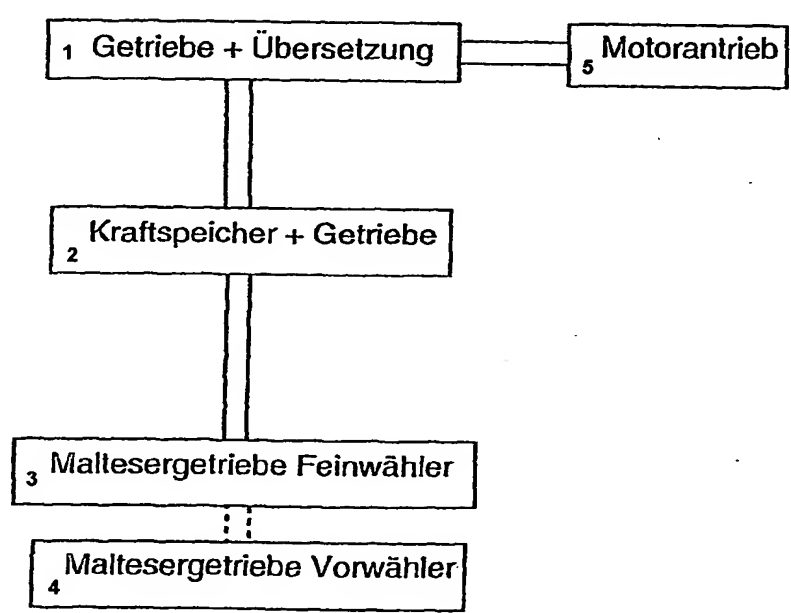 1 Getriebe + Übersetzung
5 Motorantrieb
2 Kraftspeicher + Getriebe
3 Maltesergetriebe Feinwähler
4 Maltesergetriebe Vorwähler